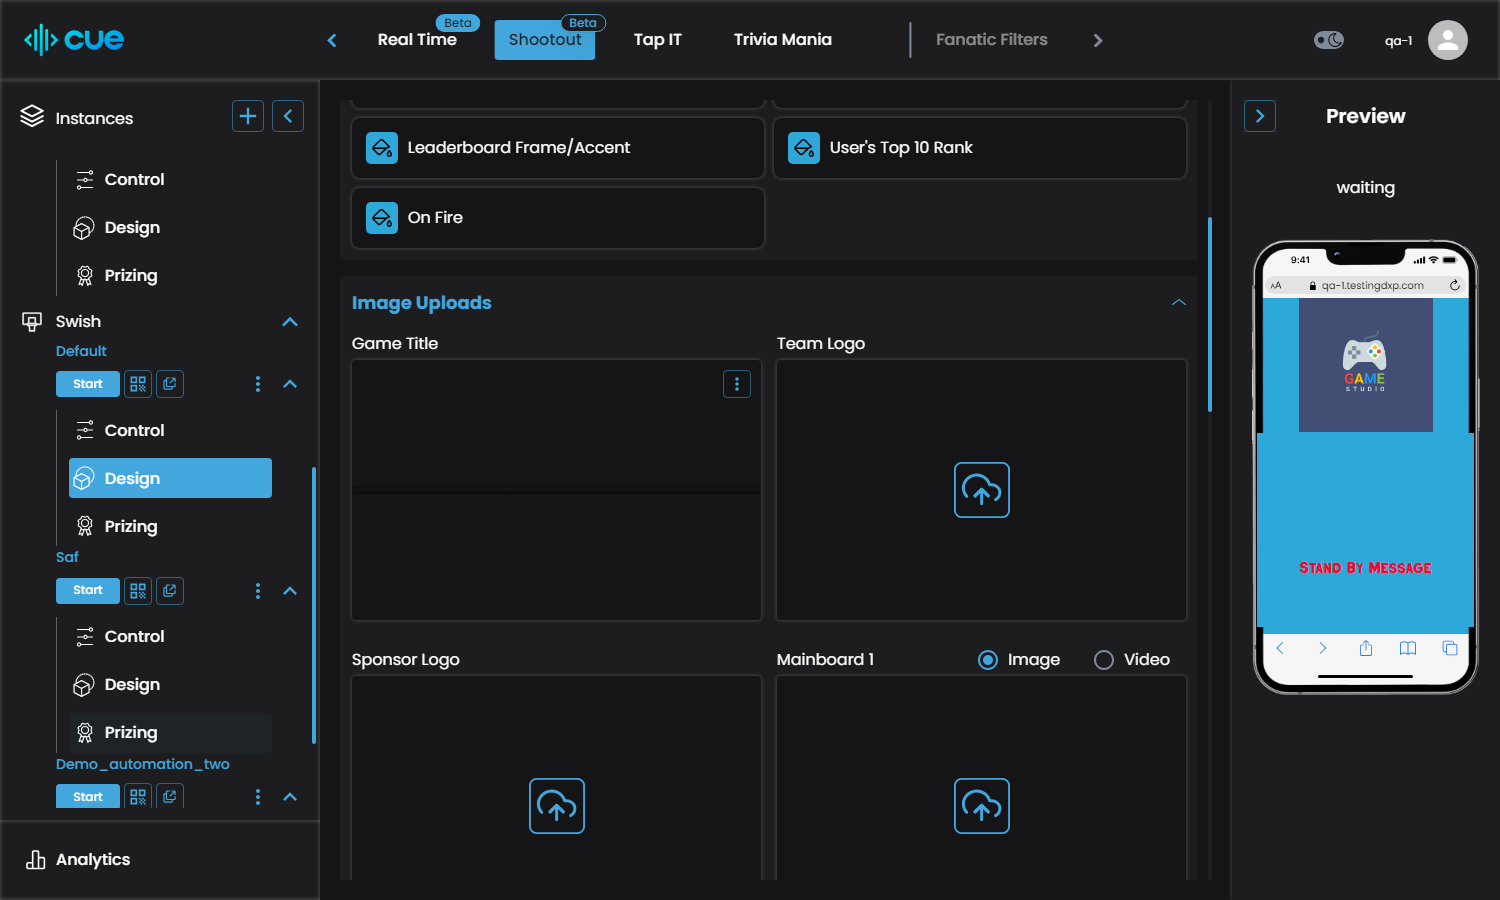 cue
Real Time
Beta
Shootout
Beta
Tap IT
Trivia Mania
Fanatic Filters
qa-1
Instances
Control
Design
Prizing
Swish
Default
Start
Control
Design
Prizing
Saf
Start
Control
Design
Prizing
Demo_automation_two
Start
Analytics
Leaderboard Frame/Accent
User's Top 10 Rank
On Fire
Image Uploads
Game Title
Team Logo
Sponsor Logo
Mainboard 1
Image
Video
Preview
waiting
9:41
AA
qa-1.testingdxp.com
GAME
STUDIO
Stand By Message